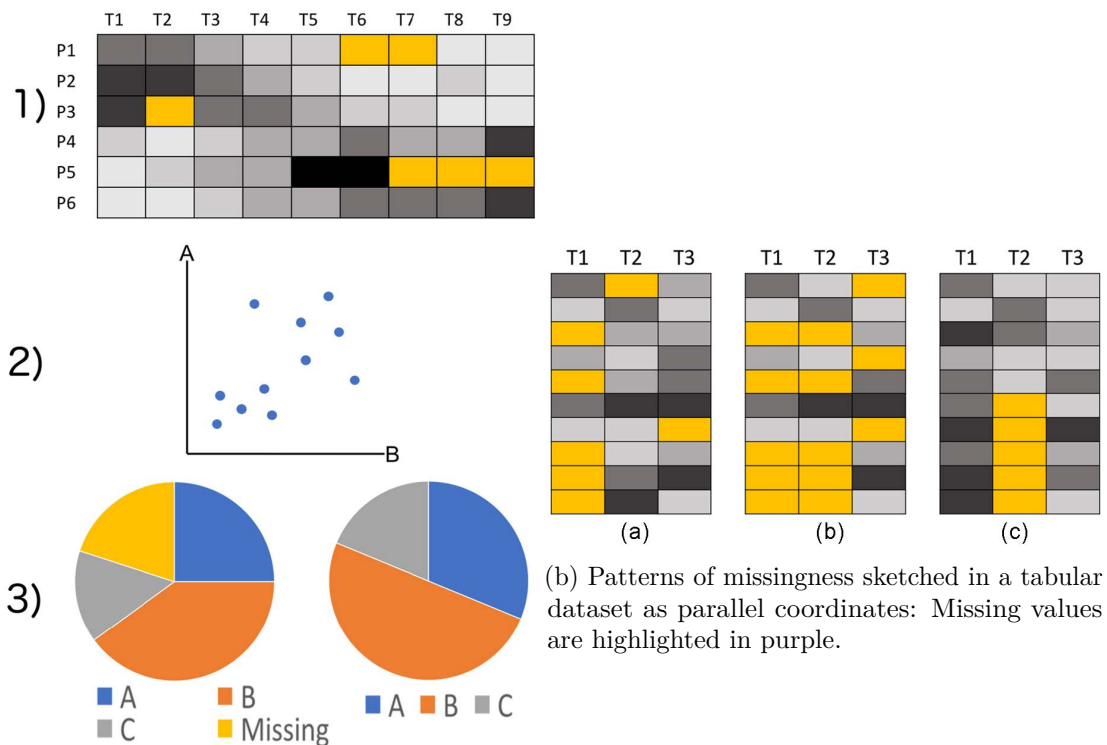 T1 T2 T3 T4 T5 T6 T7 T8 T9
1)
P1
P2
P3
P4
P5
P6
2)
A
B
3)
A B
C Missing
A B C
T1 T2 T3 T1 T2 T3 T1 T2 T3
(a) (b) (c)
(b) Patterns of missingness sketched in a tabular
dataset as parallel coordinates: Missing values
are highlighted in purple.